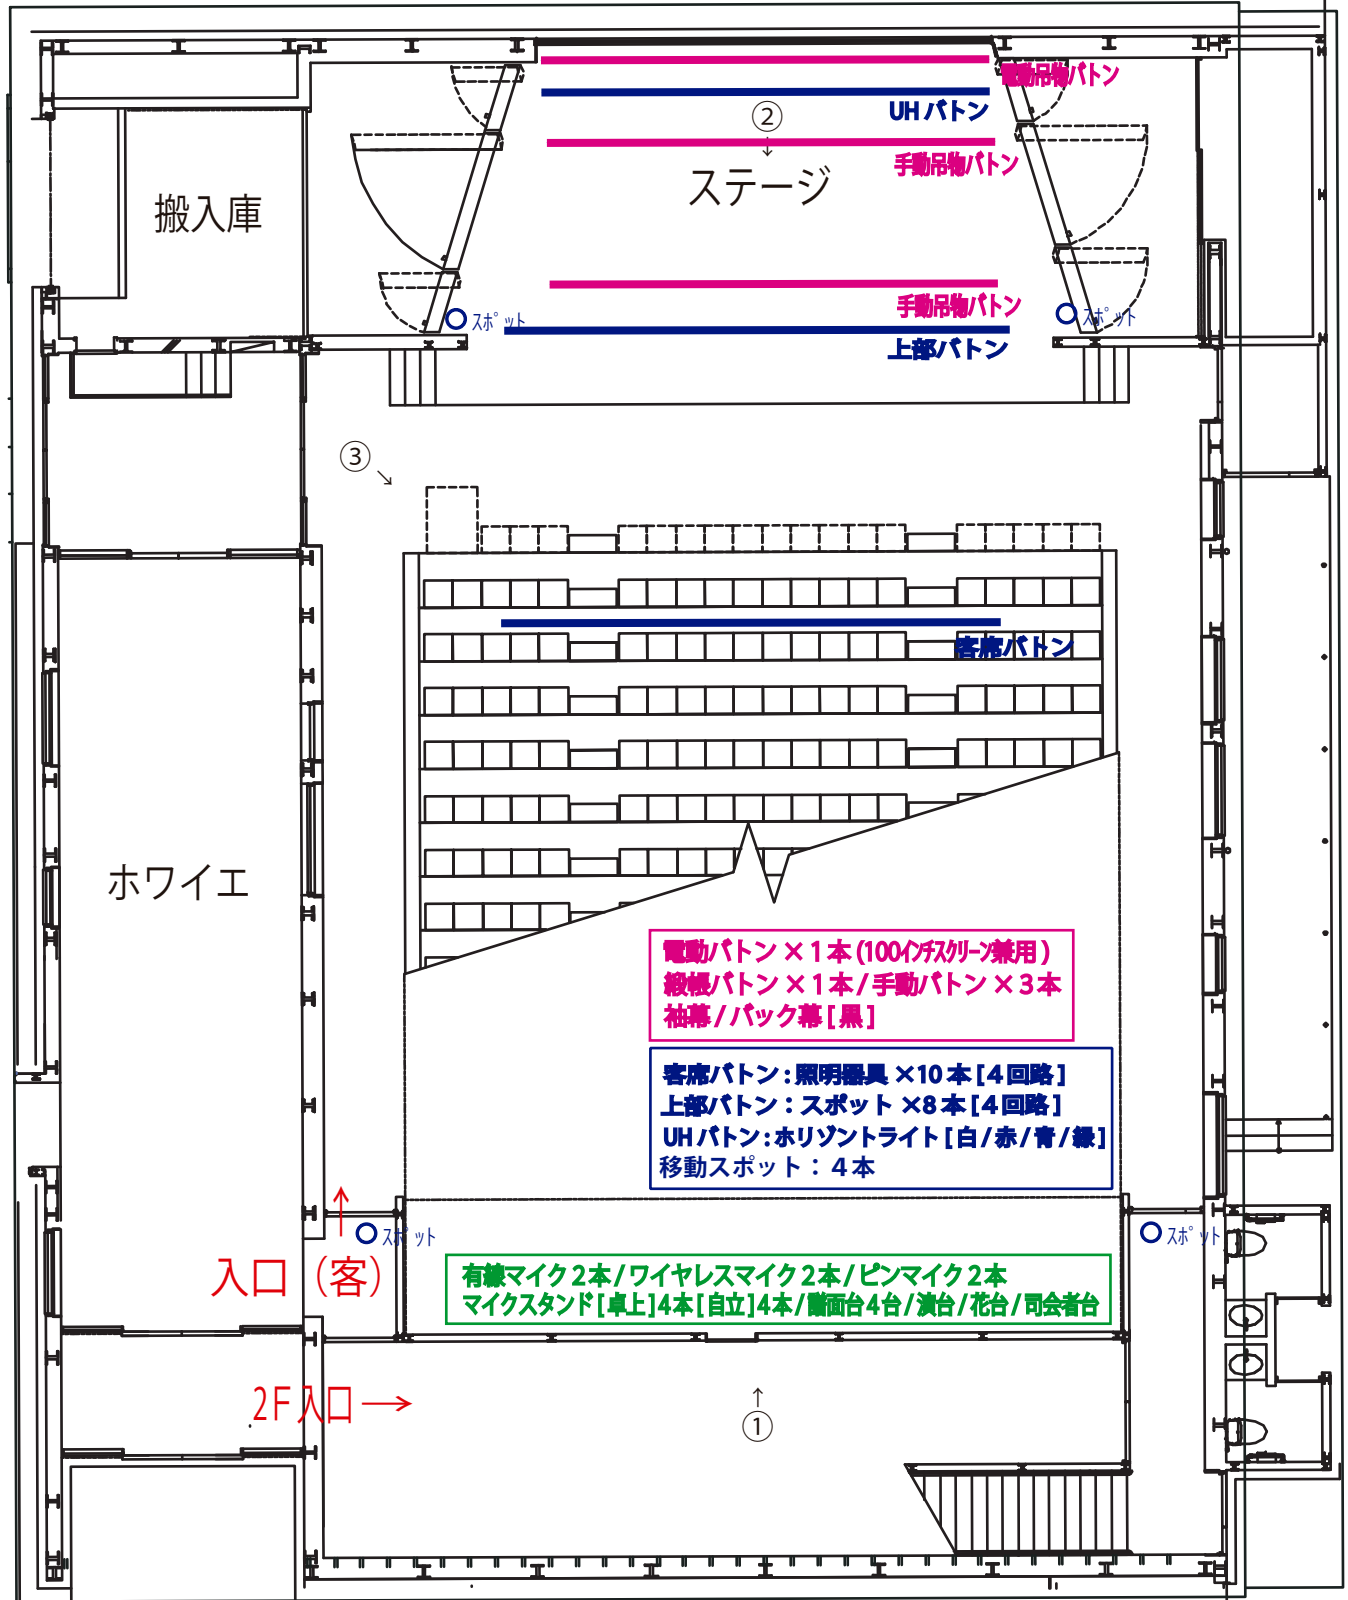 電動吊物バトン
UH バトン
②
↓
手動吊物バトン
ステージ
搬入庫
手動吊物バトン
スポット
スポット
上部バトン
③
↘
客席バトン
ホワイエ
電動バトン × 1 本 (100インチスクリーン兼用 )
緞帳バトン × 1 本 / 手動バトン × 3 本
袖幕 / バック幕 [ 黒 ]
客席バトン : 照明器具 ×10 本 [ 4 回路 ]
上部バトン : スポット ×8 本 [ 4 回路 ]
UH バトン : ホリゾントライト [ 白 / 赤 / 青 / 緑 ]
移動スポット : 4 本
↑
スポット
スポット
入口（客）
有線マイク 2 本 / ワイヤレスマイク 2 本 / ピンマイク 2 本
マイクスタンド [ 卓上 ] 4 本 [ 自立 ] 4 本 / 譜面台 4 台 / 演台 / 花台 / 司会者台
2F 入口 →
↑
①